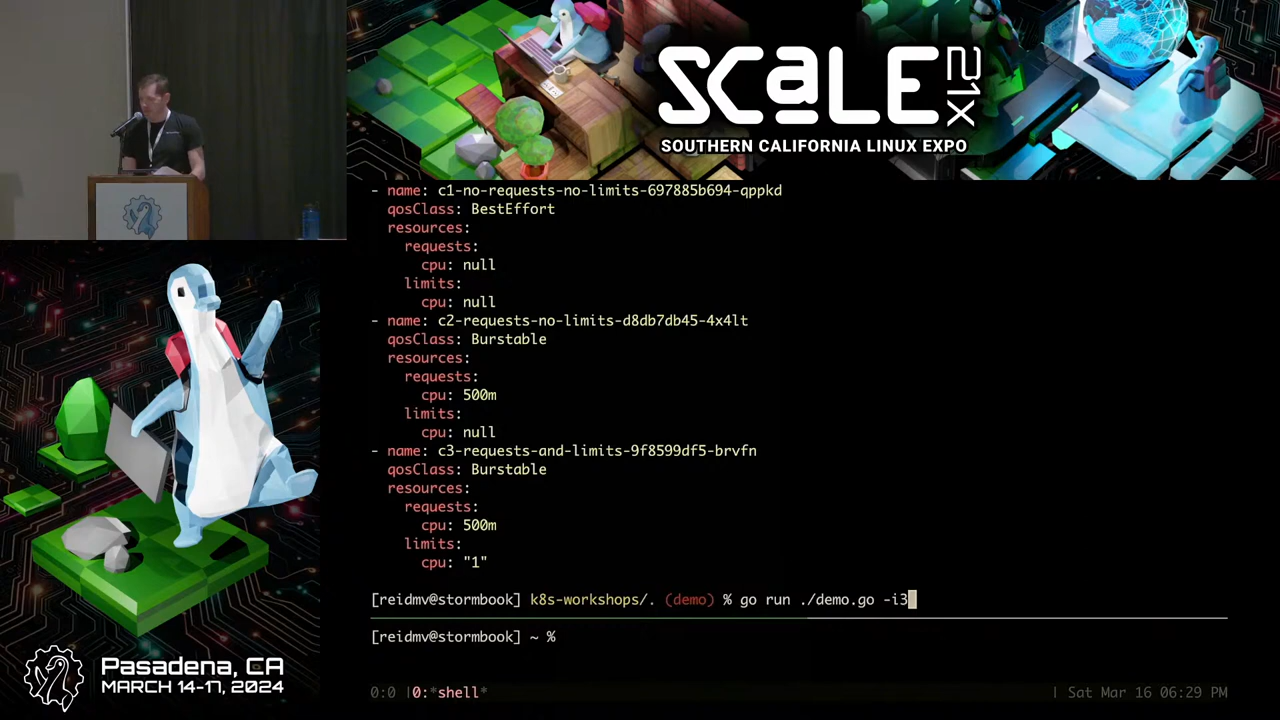 SCaLE 21X
SOUTHERN CALIFORNIA LINUX EXPO
- name: c1-no-requests-no-limits-697885b694-qppkd
  qosClass: BestEffort
  resources:
    requests:
      cpu: null
    limits:
      cpu: null
- name: c2-requests-no-limits-d8db7db45-4x4lt
  qosClass: Burstable
  resources:
    requests:
      cpu: 500m
    limits:
      cpu: null
- name: c3-requests-and-limits-9f8599df5-brvfn
  qosClass: Burstable
  resources:
    requests:
      cpu: 500m
    limits:
      cpu: "1"
[reidmv@stormbook] k8s-workshops/. (demo) % go run ./demo.go -i3
[reidmv@stormbook] ~ %
0:0 |0:*shell*
| Sat Mar 16 06:29 PM
Pasadena, CA
MARCH 14-17, 2024